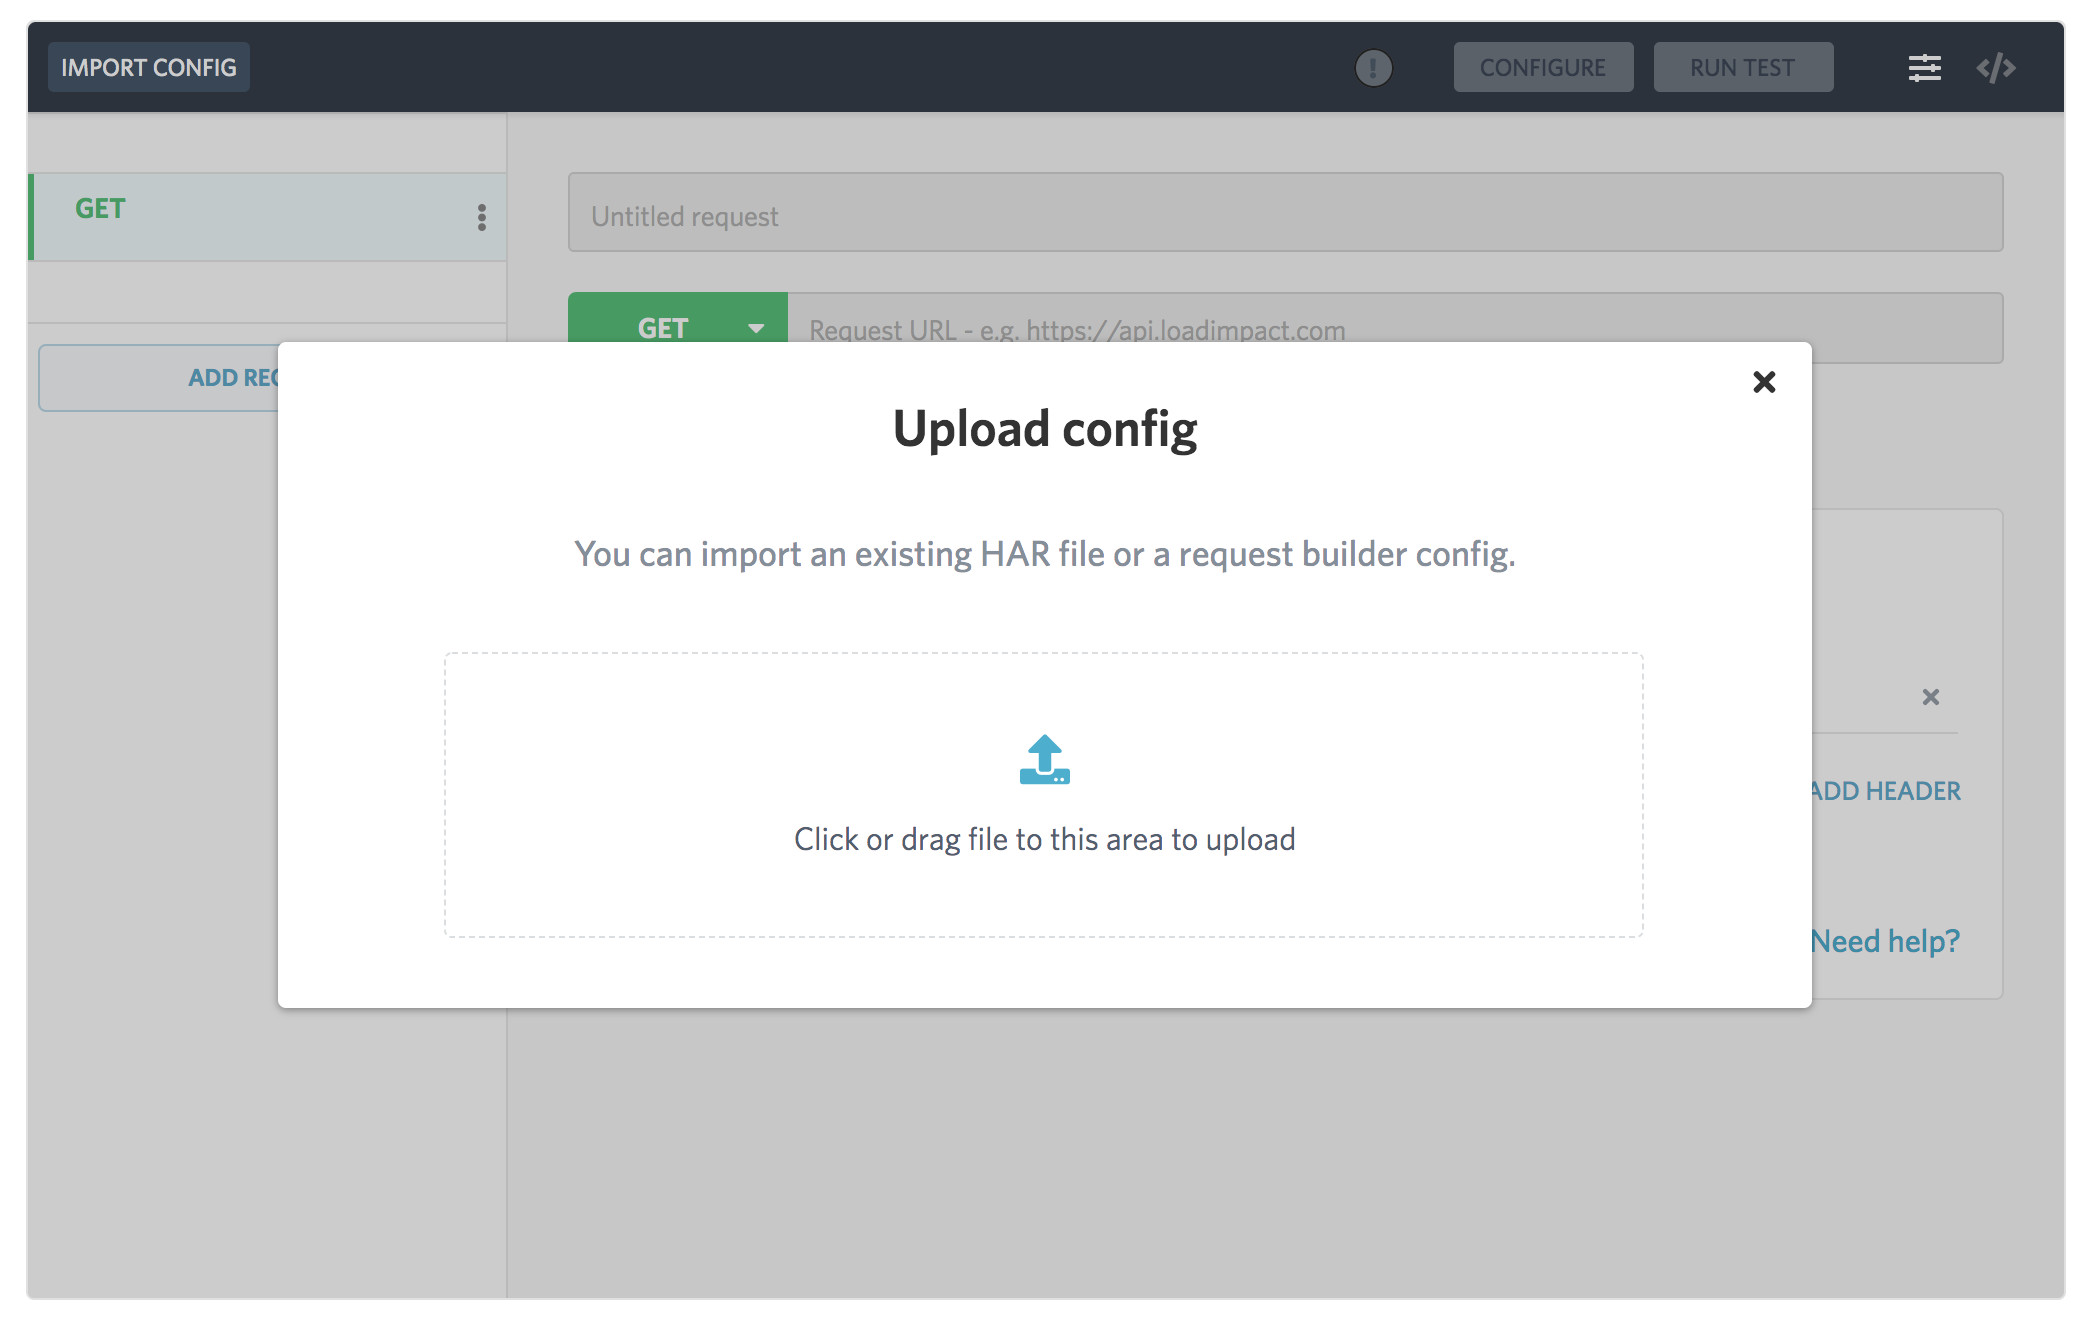 IMPORT CONFIG
CONFIGURE
RUN TEST
GET
Untitled request
GET
Request URL - e.g. https://api.loadimpact.com
ADD
Upload config
You can import an existing HAR file or a request builder config.
Click or drag file to this area to upload
ADD HEADER
Need help?